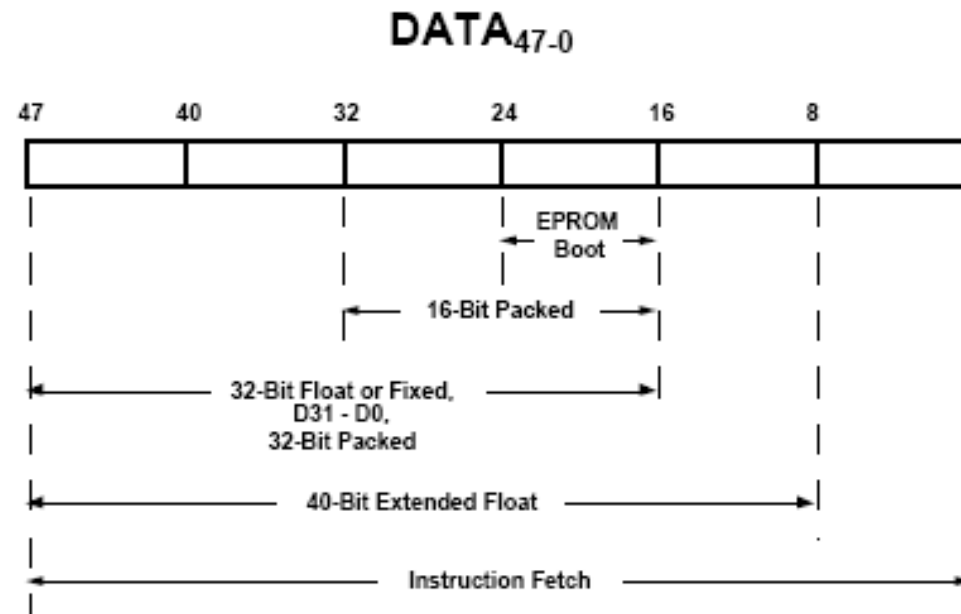 DATA47-0
47 40 32 24 16 8
EPROM
Boot
16-Bit Packed
32-Bit Float or Fixed,
D31 - D0,
32-Bit Packed
40-Bit Extended Float
Instruction Fetch